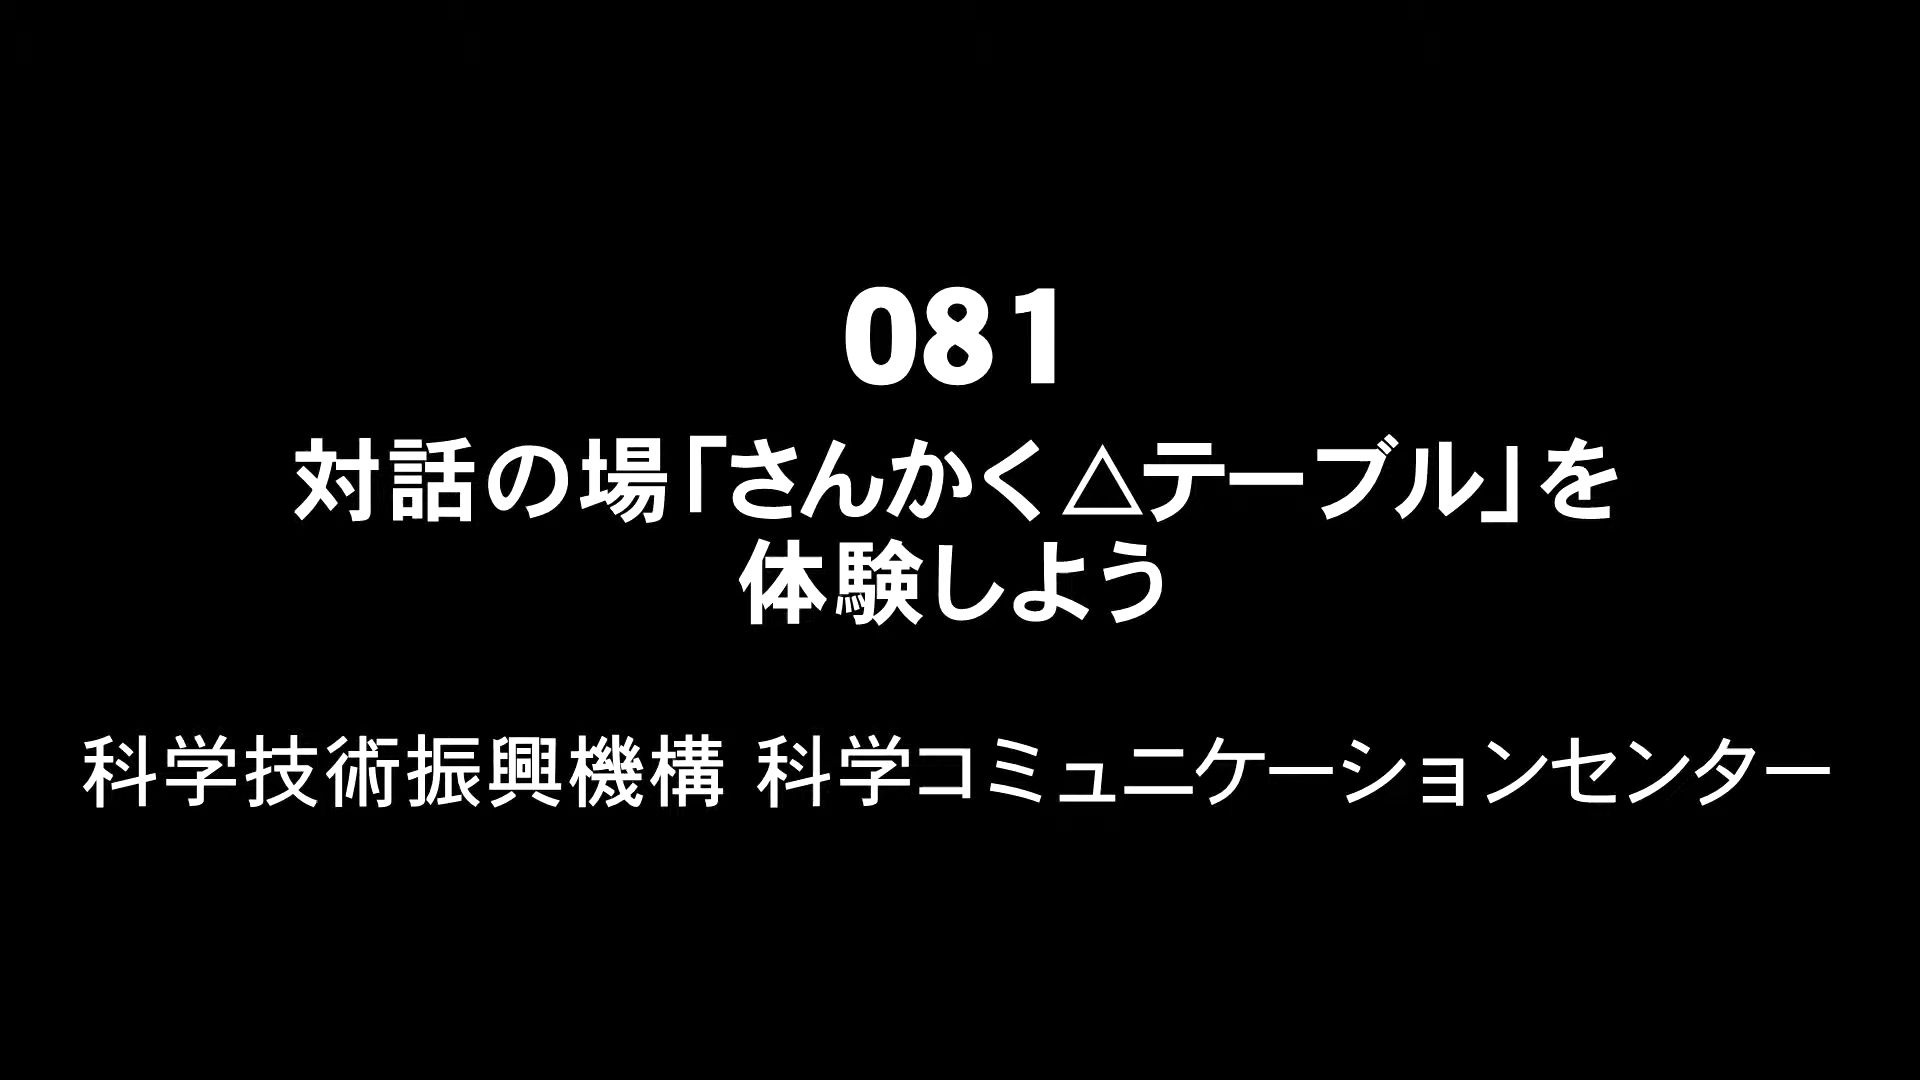 081
対話の場「さんかく△テーブル」を
体験しよう
科学技術振興機構 科学コミュニケーションセンター